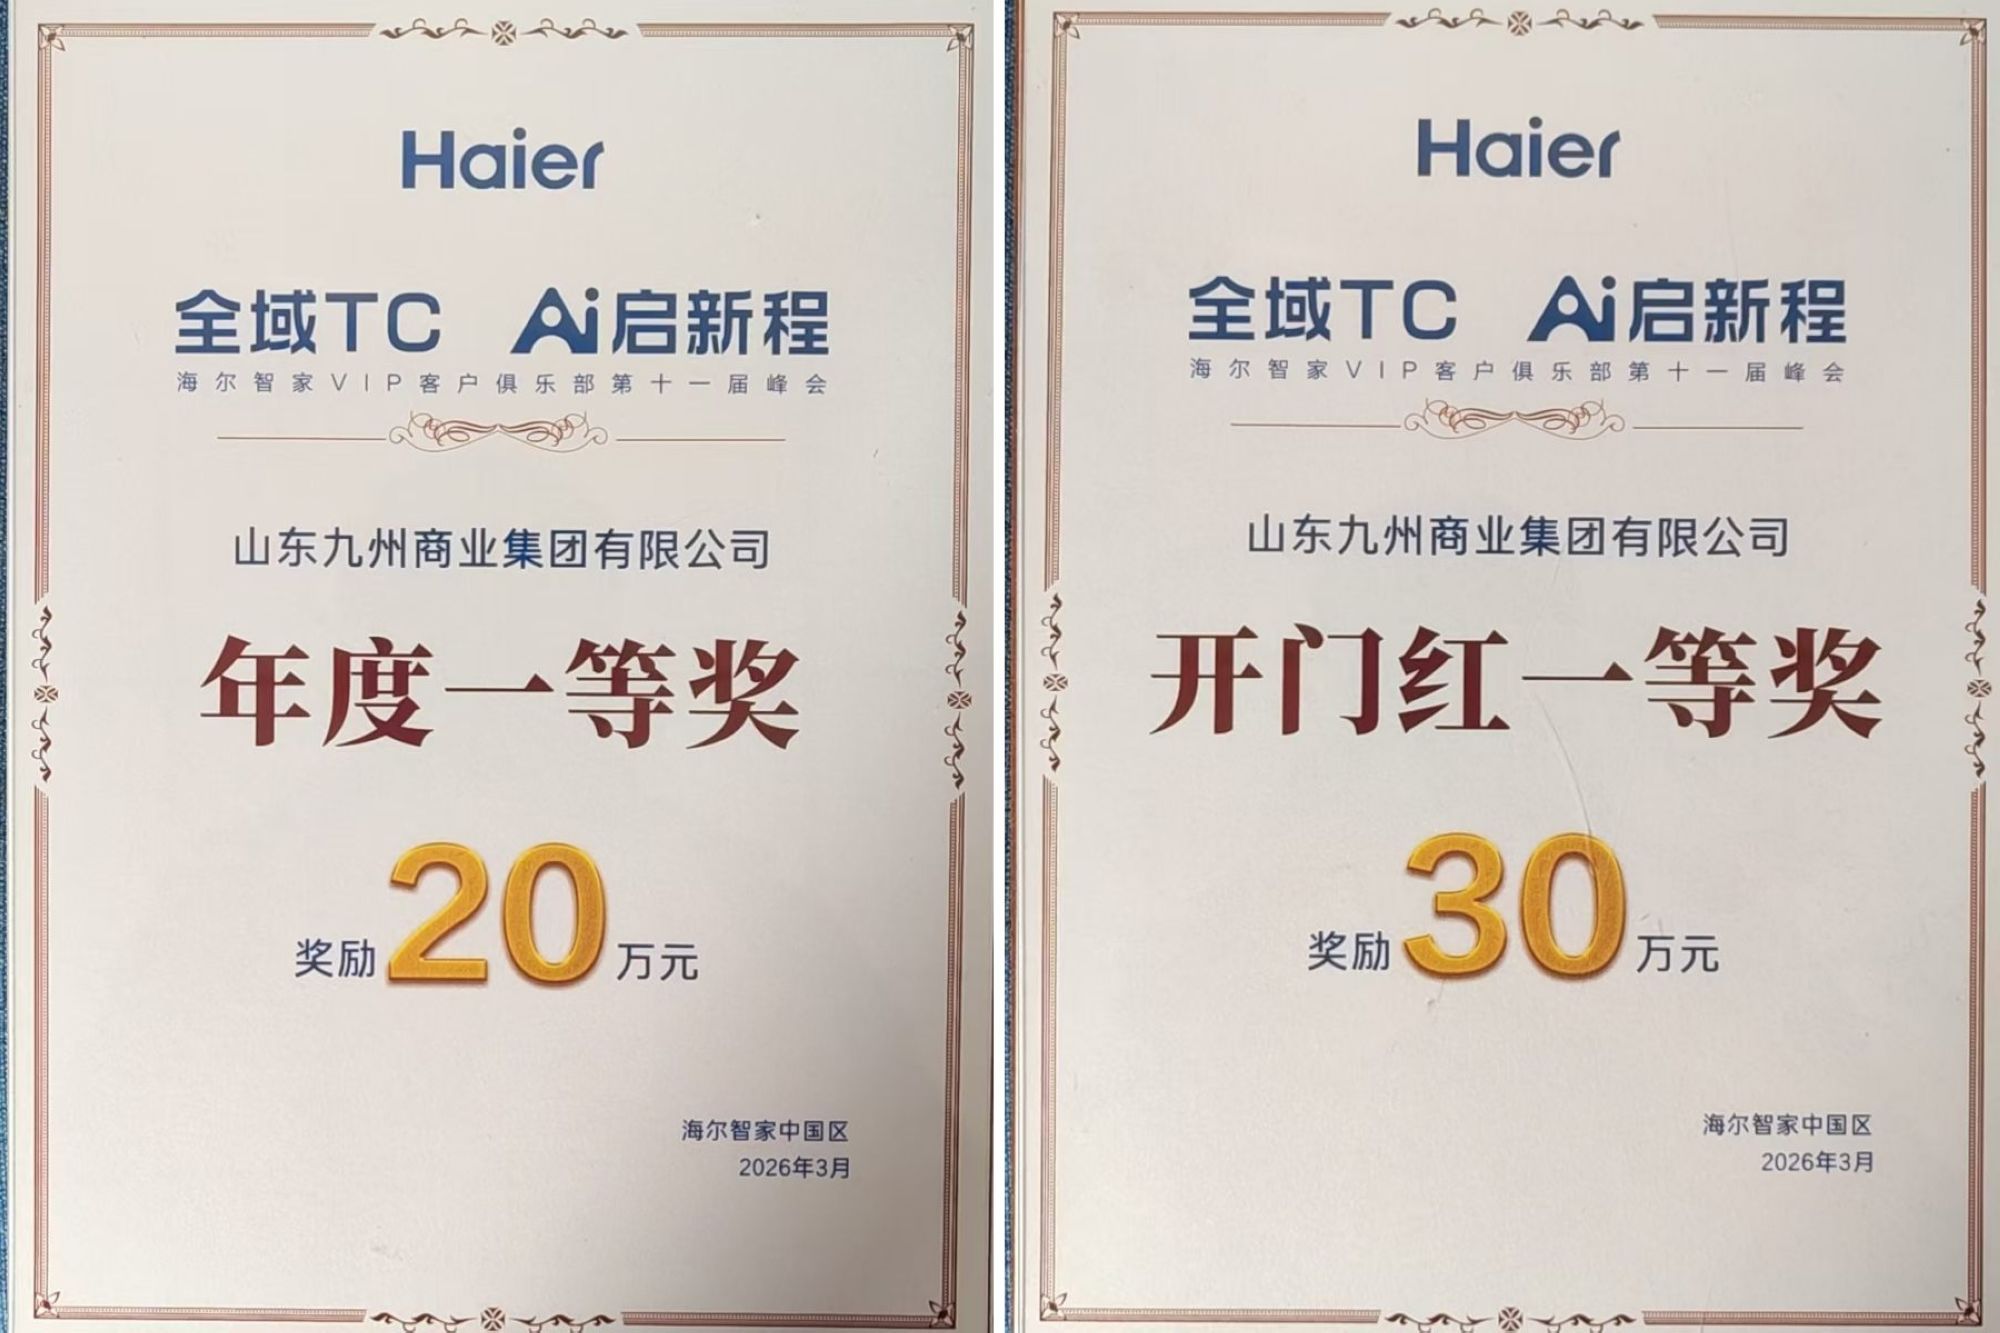 Haier
全域TC Ai启新程
海尔智家VIP客户俱乐部第十一届峰会
山东九州商业集团有限公司
年度一等奖
奖励20万元
海尔智家中国区
2026年3月
Haier
全域TC Ai启新程
海尔智家VIP客户俱乐部第十一届峰会
山东九州商业集团有限公司
开门红一等奖
奖励30万元
海尔智家中国区
2026年3月